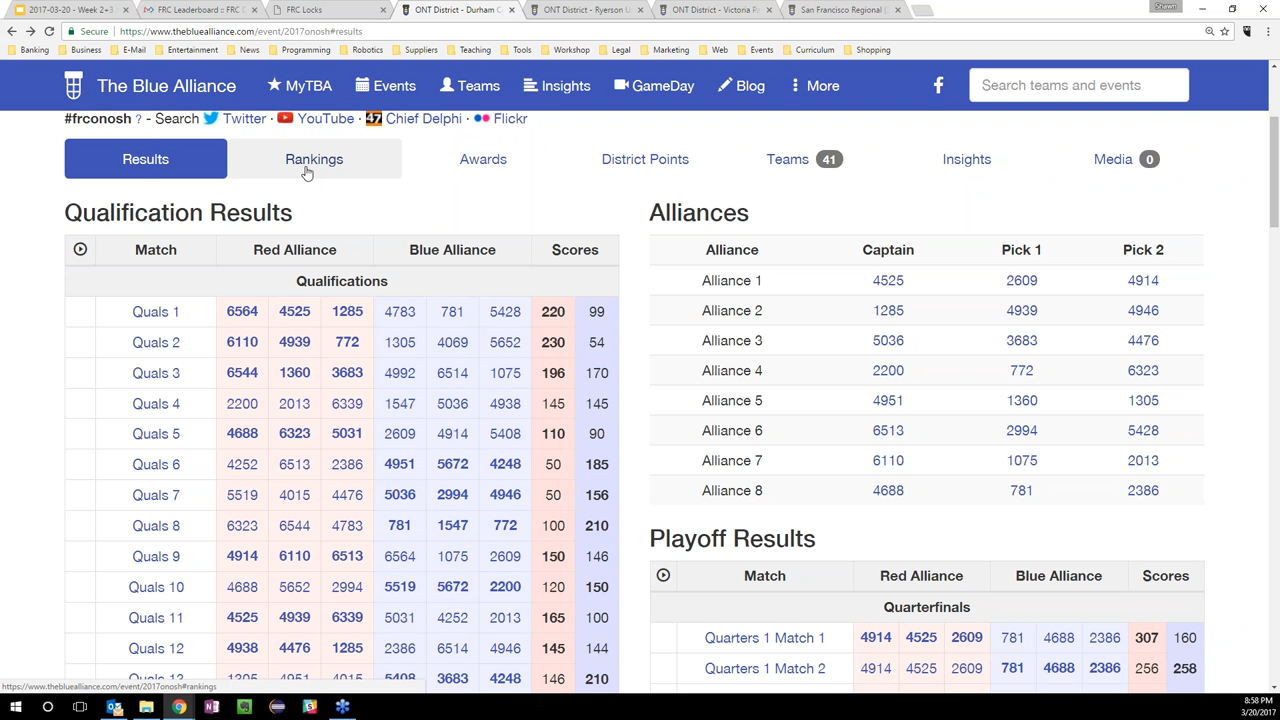 2017-03-20 - Week 2+3
FRC Leaderboard :: FRC
FRC Locks
ONT District - Durham C
ONT District - Ryerson U
ONT District - Victoria P
San Francisco Regional (
Shawn
Secure https://www.thebluealliance.com/event/2017onosh#results
Banking Business E-Mail Entertainment News Programming Robotics Suppliers Teaching Tools Workshop Legal Marketing Web Events Curriculum Shopping
The Blue Alliance MyTBA Events Teams Insights GameDay Blog More Search teams and events
#frconosh ? - Search Twitter · YouTube · 47 Chief Delphi · Flickr
Results Rankings Awards District Points Teams 41 Insights Media 0
Qualification Results
Match Red Alliance Blue Alliance Scores
Qualifications
Quals 1 6564 4525 1285 4783 781 5428 220 99
Quals 2 6110 4939 772 1305 4069 5652 230 54
Quals 3 6544 1360 3683 4992 6514 1075 196 170
Quals 4 2200 2013 6339 1547 5036 4938 145 145
Quals 5 4688 6323 5031 2609 4914 5408 110 90
Quals 6 4252 6513 2386 4951 5672 4248 50 185
Quals 7 5519 4015 4476 5036 2994 4946 50 156
Quals 8 6323 6544 4783 781 1547 772 100 210
Quals 9 4914 6110 6513 6564 1075 2609 150 146
Quals 10 4688 5652 2994 5519 5672 2200 120 150
Quals 11 4525 4939 6339 5031 4252 2013 165 100
Quals 12 4938 4476 1285 2386 6514 4946 145 144
Quals 13 1305 4951 4015 5408 3683 4248 146 210
Alliances
Alliance Captain Pick 1 Pick 2
Alliance 1 4525 2609 4914
Alliance 2 1285 4939 4946
Alliance 3 5036 3683 4476
Alliance 4 2200 772 6323
Alliance 5 4951 1360 1305
Alliance 6 6513 2994 5428
Alliance 7 6110 1075 2013
Alliance 8 4688 781 2386
Playoff Results
Match Red Alliance Blue Alliance Scores
Quarterfinals
Quarters 1 Match 1 4914 4525 2609 781 4688 2386 307 160
Quarters 1 Match 2 4914 4525 2609 781 4688 2386 256 258
https://www.thebluealliance.com/event/2017onosh#rankings
8:58 PM
3/20/2017